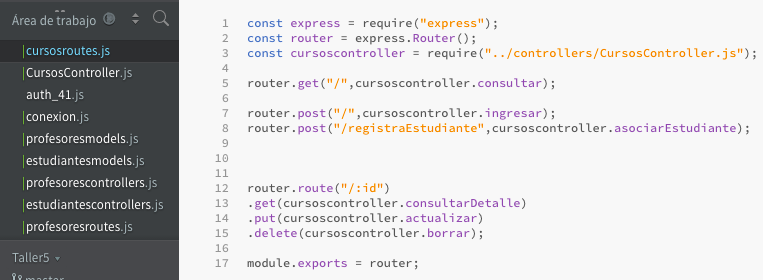 Área de trabajo
cursosroutes.js
CursosController.js
auth_41.js
conexion.js
profesoresmodels.js
estudiantesmodels.js
profesorescontrollers.js
estudiantescontrollers.js
profesoresroutes.js
Taller5
master
1 const express = require("express");
2 const router = express.Router();
3 const cursoscontroller = require("../controllers/CursosController.js");
4
5 router.get("/",cursoscontroller.consultar);
6
7 router.post("/",cursoscontroller.ingresar);
8 router.post("/registraEstudiante",cursoscontroller.asociarEstudiante);
9
10
11
12 router.route("/:id")
13 .get(cursoscontroller.consultarDetalle)
14 .put(cursoscontroller.actualizar)
15 .delete(cursoscontroller.borrar);
16
17 module.exports = router;